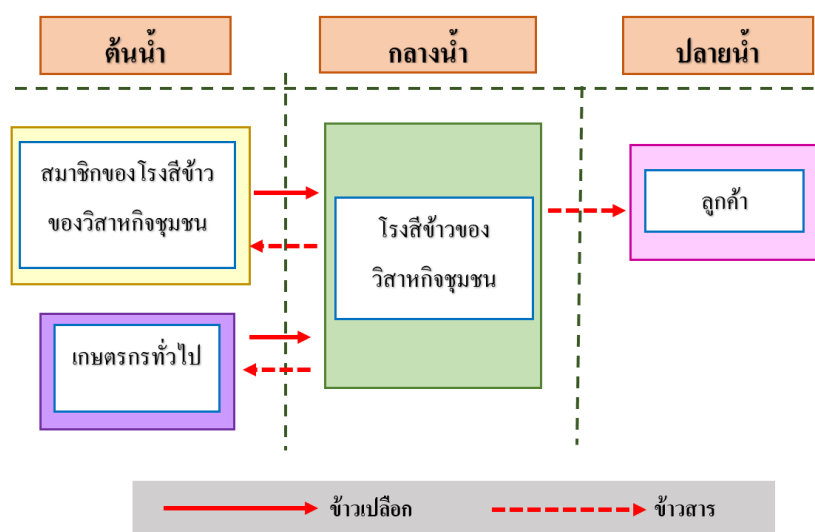 ต้นน้ำ
กลางน้ำ
ปลายน้ำ
สมาชิกของโรงสีข้าว
ของวิสาหกิจชุมชน
โรงสีข้าวของ
วิสาหกิจชุมชน
ลูกค้า
เกษตรกรทั่วไป
ข้าวเปลือก
ข้าวสาร